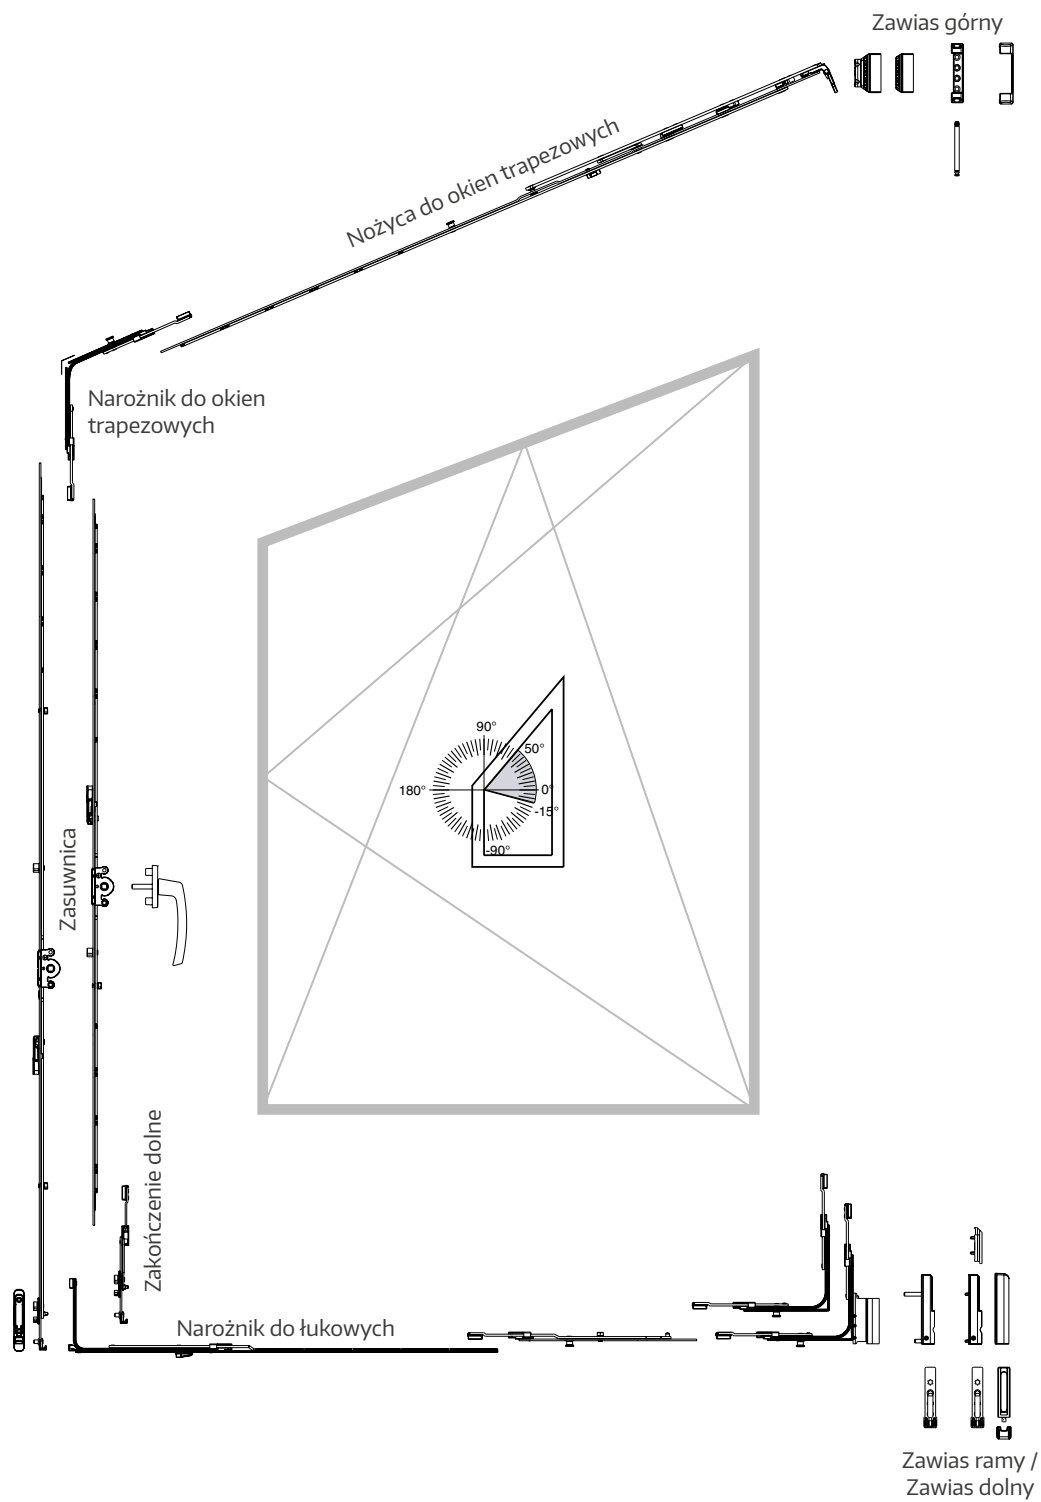 Zawias górny
Nożyca do okien trapezowych
Narożnik do okien
trapezowych
90°
50°
180°
0°
-15°
-90°
Zasuwnica
Zakończenie dolne
Narożnik do łukowych
Zawias ramy /
Zawias dolny